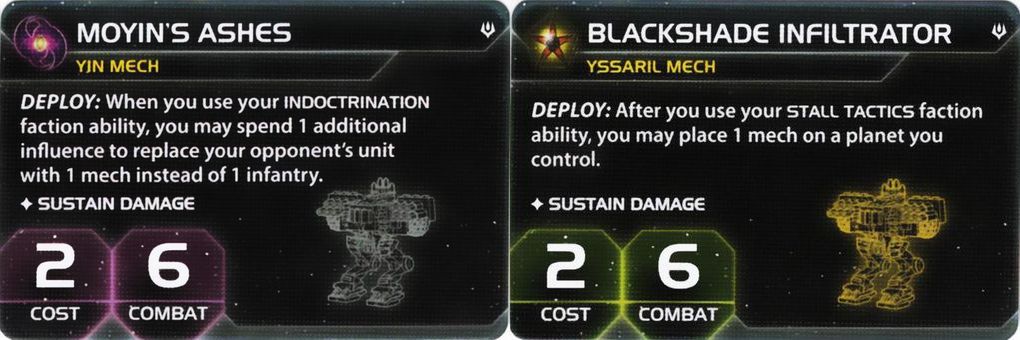 MOYIN'S ASHES
YIN MECH
DEPLOY: When you use your INDOCTRINATION
faction ability, you may spend 1 additional
influence to replace your opponent's unit
with 1 mech instead of 1 infantry.
✦ SUSTAIN DAMAGE
2
COST
6
COMBAT
BLACKSHADE INFILTRATOR
YSSARIL MECH
DEPLOY: After you use your STALL TACTICS faction
ability, you may place 1 mech on a planet you
control.
✦ SUSTAIN DAMAGE
2
COST
6
COMBAT